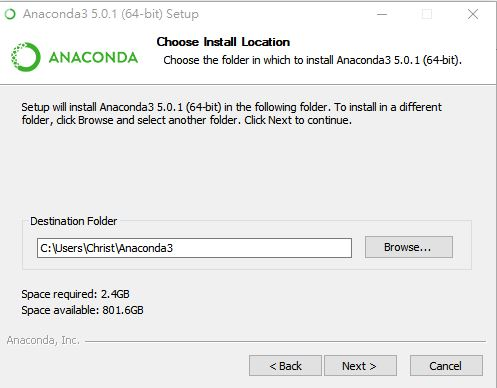 Anaconda3 5.0.1 (64-bit) Setup
ANACONDA
Choose Install Location
Choose the folder in which to install Anaconda3 5.0.1 (64-bit).
Setup will install Anaconda3 5.0.1 (64-bit) in the following folder. To install in a different
folder, click Browse and select another folder. Click Next to continue.
Destination Folder
C:\Users\Christ\Anaconda3
Browse...
Space required: 2.4GB
Space available: 801.6GB
Anaconda, Inc.
< Back
Next >
Cancel